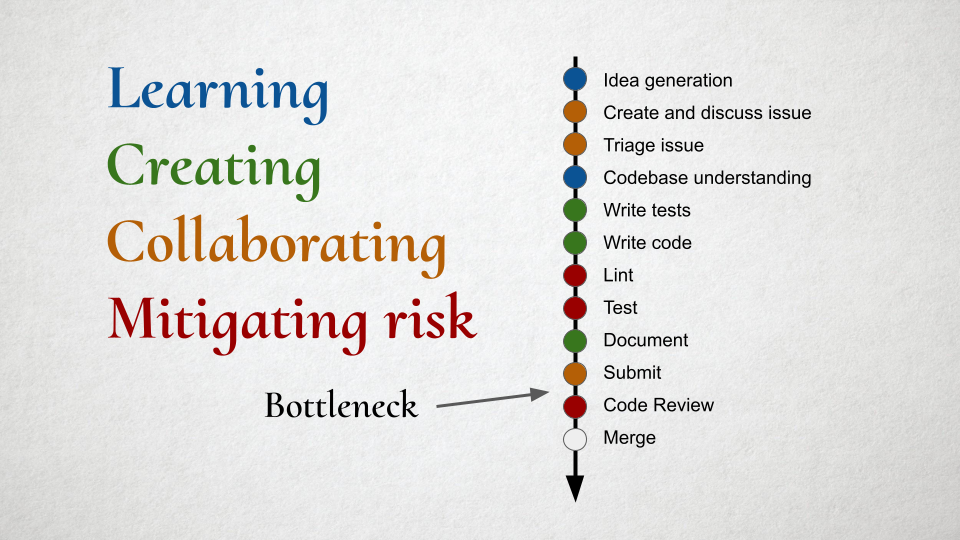 Learning
Creating
Collaborating
Mitigating risk
Bottleneck
Idea generation
Create and discuss issue
Triage issue
Codebase understanding
Write tests
Write code
Lint
Test
Document
Submit
Code Review
Merge